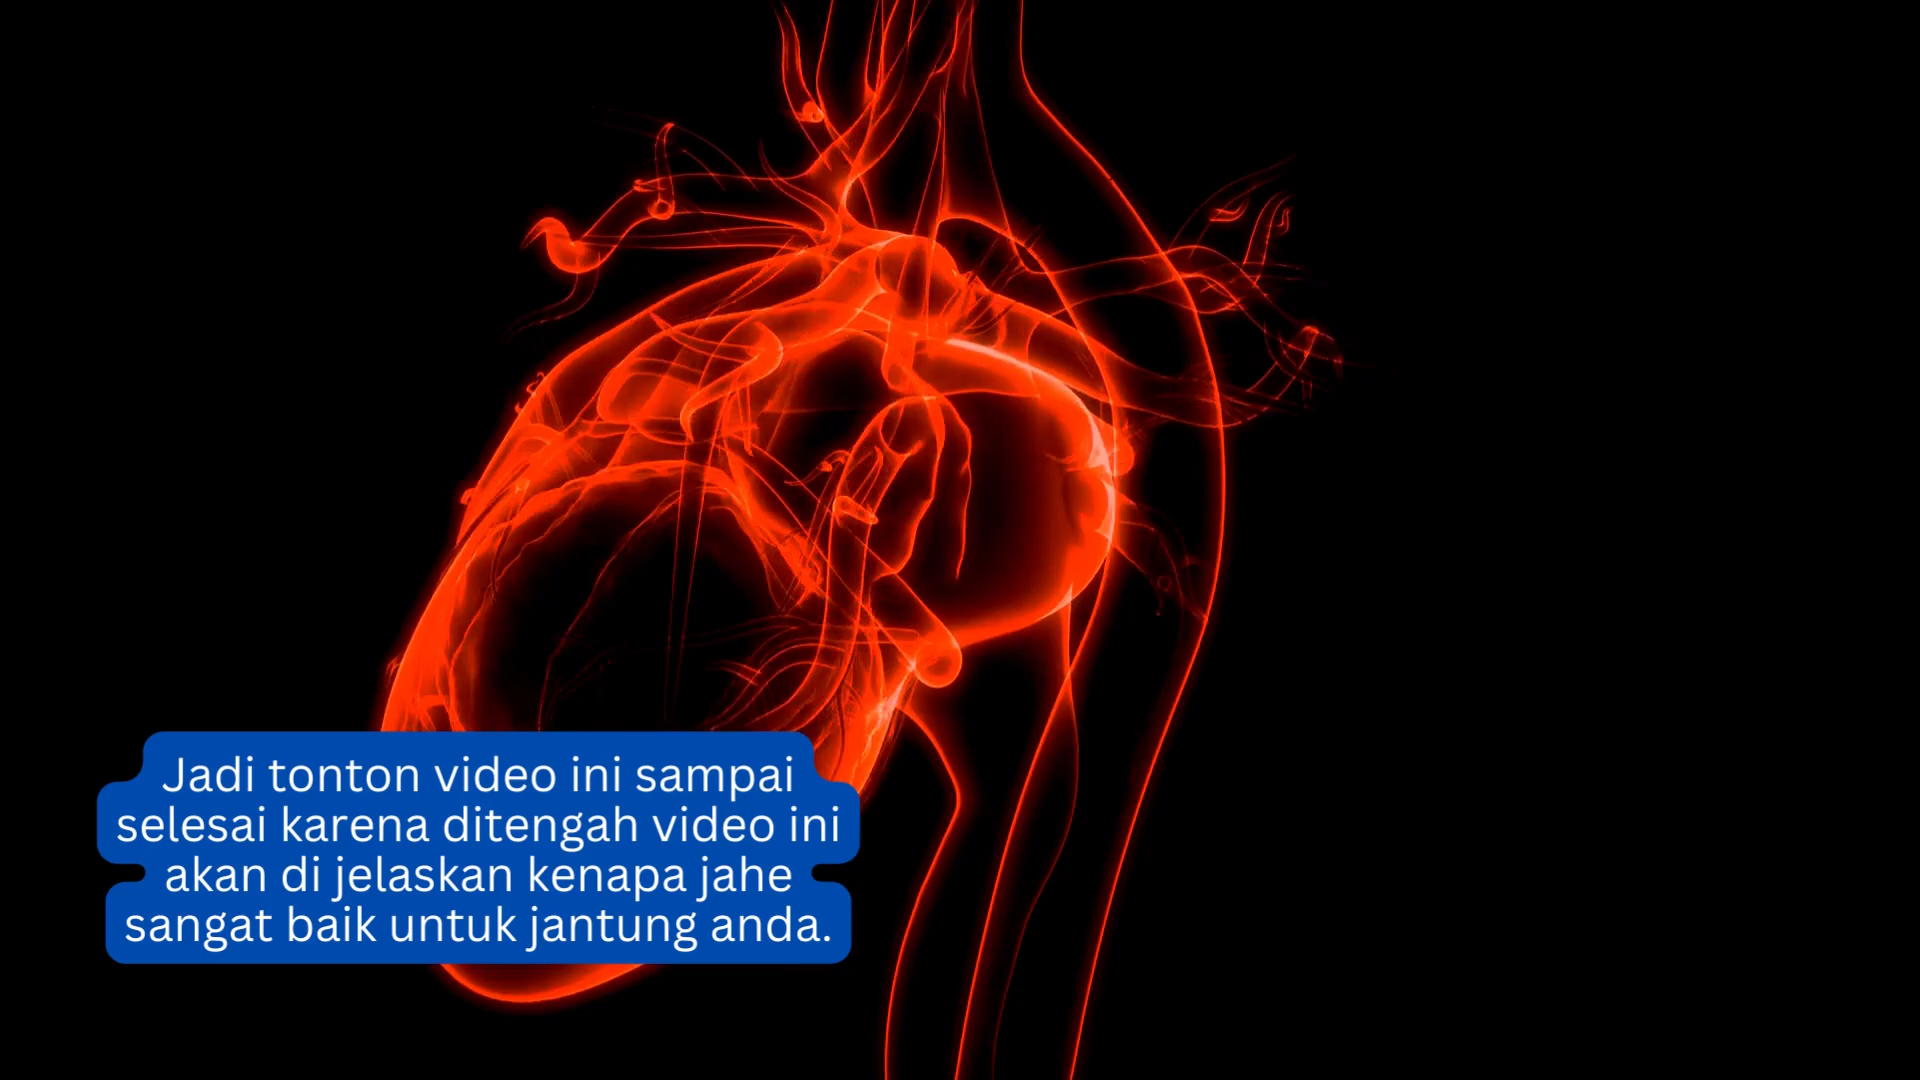 Jadi tonton video ini sampai
selesai karena ditengah video ini
akan di jelaskan kenapa jahe
sangat baik untuk jantung anda.